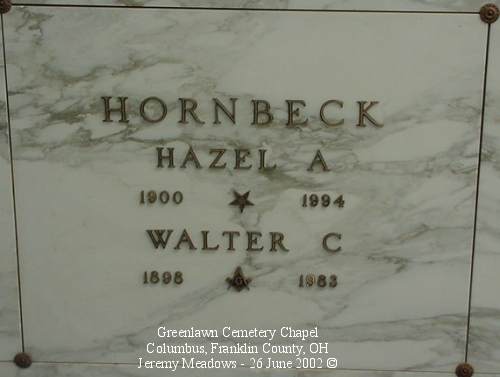 HORNBECK
HAZEL A
1900 1994
WALTER C
1898 1983
Greenlawn Cemetery Chapel
Columbus, Franklin County, OH
Jeremy Meadows - 26 June 2002 ©